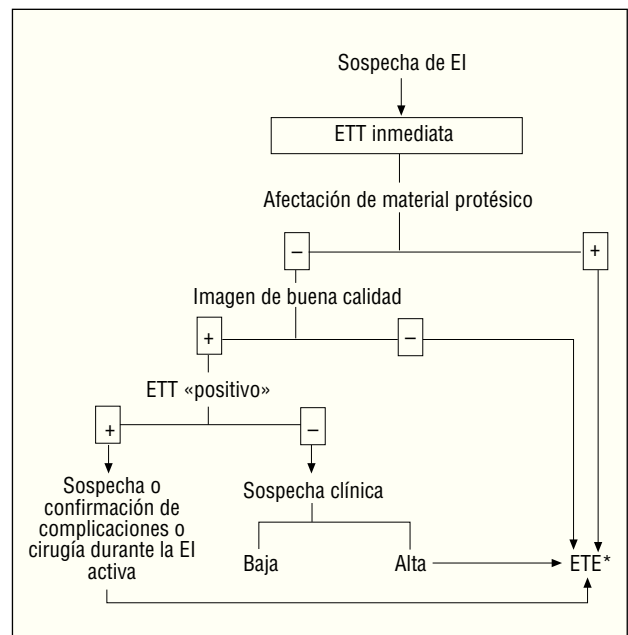 Sospecha de EI
ETT inmediata
Afectación de material protésico
–
+
Imagen de buena calidad
+
–
ETT «positivo»
+
–
Sospecha o
confirmación de
complicaciones o
cirugía durante la EI
activa
Sospecha clínica
Baja
Alta
ETE*